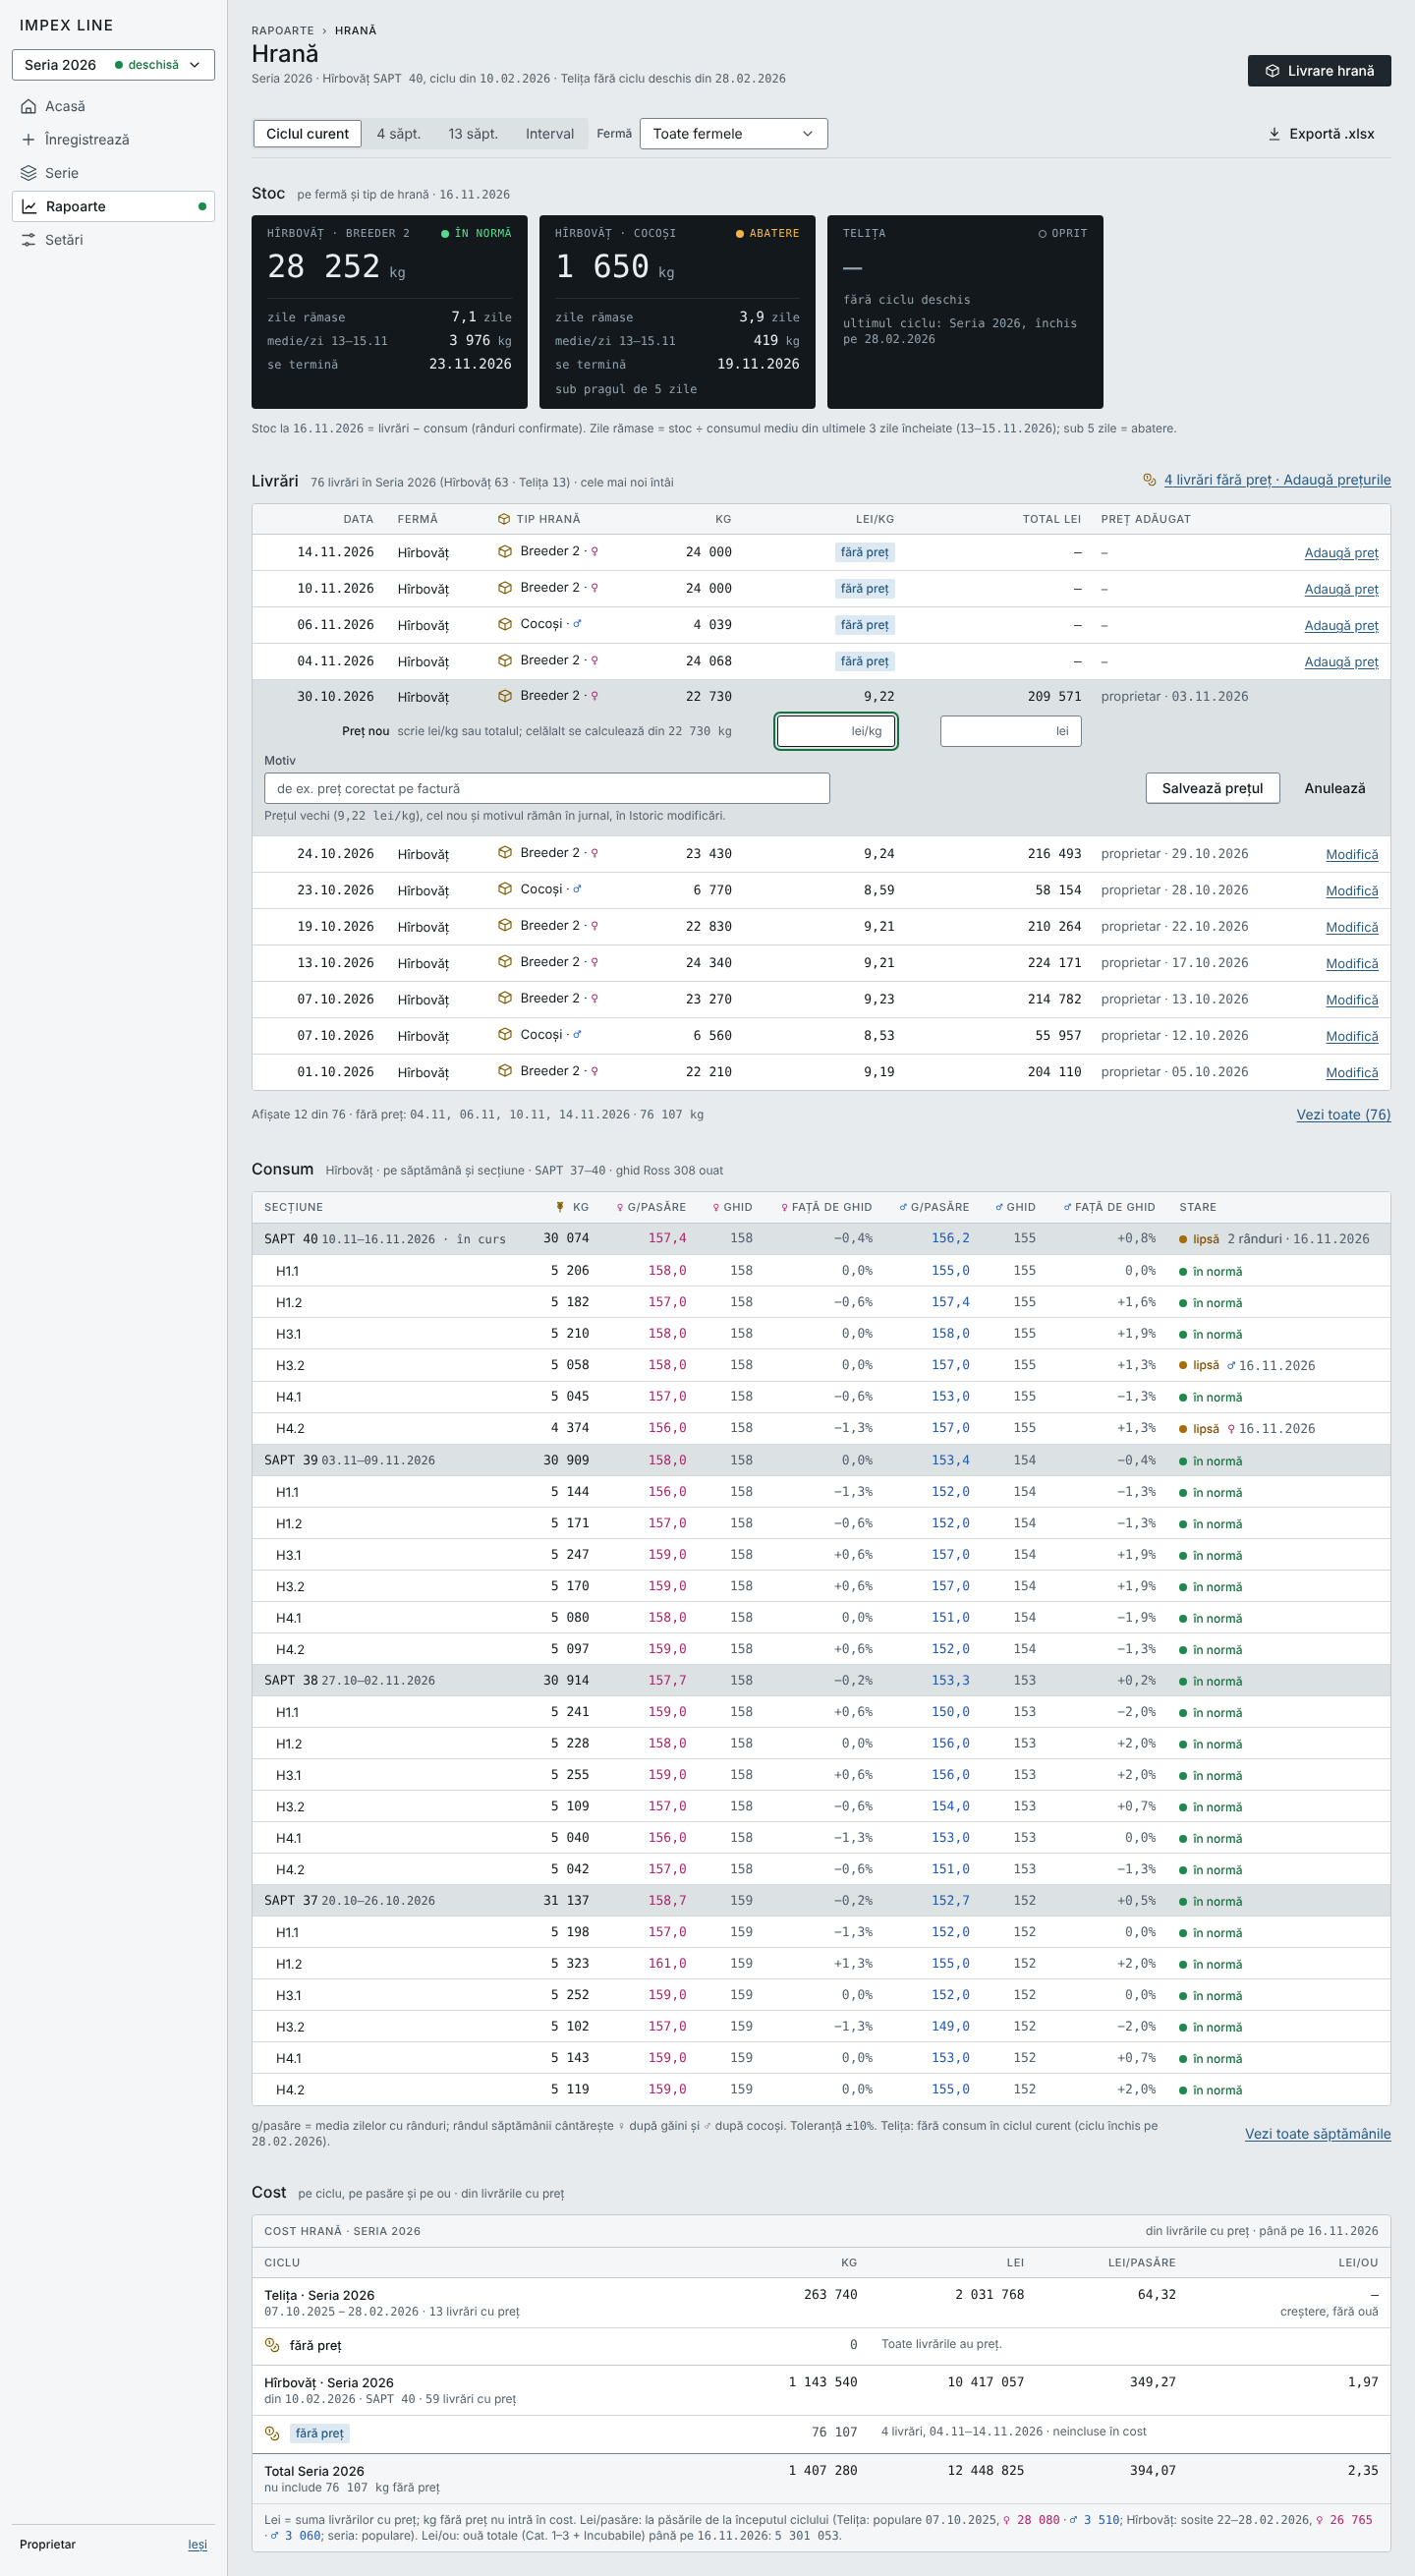 IMPEX LINE
Seria 2026 deschisă
Acasă
Înregistrează
Serie
Rapoarte
Setări
Proprietar Ieși
RAPOARTE › HRANĂ
Hrană
Seria 2026 · Hîrbovăț SAPT 40, ciclu din 10.02.2026 · Telița fără ciclu deschis din 28.02.2026
Livrare hrană
Ciclul curent 4 săpt. 13 săpt. Interval Fermă Toate fermele Exportă .xlsx
Stoc pe fermă și tip de hrană · 16.11.2026
HÎRBOVĂȚ · BREEDER 2 ÎN NORMĂ
28 252 kg
zile rămase 7,1 zile
medie/zi 13–15.11 3 976 kg
se termină 23.11.2026
HÎRBOVĂȚ · COCOȘI ABATERE
1 650 kg
zile rămase 3,9 zile
medie/zi 13–15.11 419 kg
se termină 19.11.2026
sub pragul de 5 zile
TELIȚA OPRIT
—
fără ciclu deschis
ultimul ciclu: Seria 2026, închis
pe 28.02.2026
Stoc la 16.11.2026 = livrări − consum (rânduri confirmate). Zile rămase = stoc ÷ consumul mediu din ultimele 3 zile încheiate (13–15.11.2026); sub 5 zile = abatere.
Livrări 76 livrări în Seria 2026 (Hîrbovăț 63 · Telița 13) · cele mai noi întâi
4 livrări fără preț · Adaugă prețurile
DATA FERMĂ TIP HRANĂ KG LEI/KG TOTAL LEI PREȚ ADĂUGAT
14.11.2026 Hîrbovăț Breeder 2 · ♀ 24 000 fără preț — – Adaugă preț
10.11.2026 Hîrbovăț Breeder 2 · ♀ 24 000 fără preț — – Adaugă preț
06.11.2026 Hîrbovăț Cocoși · ♂ 4 039 fără preț — – Adaugă preț
04.11.2026 Hîrbovăț Breeder 2 · ♀ 24 068 fără preț — – Adaugă preț
30.10.2026 Hîrbovăț Breeder 2 · ♀ 22 730 9,22 209 571 proprietar · 03.11.2026
Preț nou scrie lei/kg sau totalul; celălalt se calculează din 22 730 kg lei/kg lei
Motiv
de ex. preț corectat pe factură Salvează prețul Anulează
Prețul vechi (9,22 lei/kg), cel nou și motivul rămân în jurnal, în Istoric modificări.
24.10.2026 Hîrbovăț Breeder 2 · ♀ 23 430 9,24 216 493 proprietar · 29.10.2026 Modifică
23.10.2026 Hîrbovăț Cocoși · ♂ 6 770 8,59 58 154 proprietar · 28.10.2026 Modifică
19.10.2026 Hîrbovăț Breeder 2 · ♀ 22 830 9,21 210 264 proprietar · 22.10.2026 Modifică
13.10.2026 Hîrbovăț Breeder 2 · ♀ 24 340 9,21 224 171 proprietar · 17.10.2026 Modifică
07.10.2026 Hîrbovăț Breeder 2 · ♀ 23 270 9,23 214 782 proprietar · 13.10.2026 Modifică
07.10.2026 Hîrbovăț Cocoși · ♂ 6 560 8,53 55 957 proprietar · 12.10.2026 Modifică
01.10.2026 Hîrbovăț Breeder 2 · ♀ 22 210 9,19 204 110 proprietar · 05.10.2026 Modifică
Afișate 12 din 76 · fără preț: 04.11, 06.11, 10.11, 14.11.2026 · 76 107 kg Vezi toate (76)
Consum Hîrbovăț · pe săptămână și secțiune · SAPT 37–40 · ghid Ross 308 ouat
SECȚIUNE KG ♀ G/PASĂRE ♀ GHID ♀ FAȚĂ DE GHID ♂ G/PASĂRE ♂ GHID ♂ FAȚĂ DE GHID STARE
SAPT 40 10.11–16.11.2026 · în curs 30 074 157,4 158 −0,4% 156,2 155 +0,8% lipsă 2 rânduri · 16.11.2026
H1.1 5 206 158,0 158 0,0% 155,0 155 0,0% în normă
H1.2 5 182 157,0 158 −0,6% 157,4 155 +1,6% în normă
H3.1 5 210 158,0 158 0,0% 158,0 155 +1,9% în normă
H3.2 5 058 158,0 158 0,0% 157,0 155 +1,3% lipsă ♂ 16.11.2026
H4.1 5 045 157,0 158 −0,6% 153,0 155 −1,3% în normă
H4.2 4 374 156,0 158 −1,3% 157,0 155 +1,3% lipsă ♀ 16.11.2026
SAPT 39 03.11–09.11.2026 30 909 158,0 158 0,0% 153,4 154 −0,4% în normă
H1.1 5 144 156,0 158 −1,3% 152,0 154 −1,3% în normă
H1.2 5 171 157,0 158 −0,6% 152,0 154 −1,3% în normă
H3.1 5 247 159,0 158 +0,6% 157,0 154 +1,9% în normă
H3.2 5 170 159,0 158 +0,6% 157,0 154 +1,9% în normă
H4.1 5 080 158,0 158 0,0% 151,0 154 −1,9% în normă
H4.2 5 097 159,0 158 +0,6% 152,0 154 −1,3% în normă
SAPT 38 27.10–02.11.2026 30 914 157,7 158 −0,2% 153,3 153 +0,2% în normă
H1.1 5 241 159,0 158 +0,6% 150,0 153 −2,0% în normă
H1.2 5 228 158,0 158 0,0% 156,0 153 +2,0% în normă
H3.1 5 255 159,0 158 +0,6% 156,0 153 +2,0% în normă
H3.2 5 109 157,0 158 −0,6% 154,0 153 +0,7% în normă
H4.1 5 040 156,0 158 −1,3% 153,0 153 0,0% în normă
H4.2 5 042 157,0 158 −0,6% 151,0 153 −1,3% în normă
SAPT 37 20.10–26.10.2026 31 137 158,7 159 −0,2% 152,7 152 +0,5% în normă
H1.1 5 198 157,0 159 −1,3% 152,0 152 0,0% în normă
H1.2 5 323 161,0 159 +1,3% 155,0 152 +2,0% în normă
H3.1 5 252 159,0 159 0,0% 152,0 152 0,0% în normă
H3.2 5 102 157,0 159 −1,3% 149,0 152 −2,0% în normă
H4.1 5 143 159,0 159 0,0% 153,0 152 +0,7% în normă
H4.2 5 119 159,0 159 0,0% 155,0 152 +2,0% în normă
g/pasăre = media zilelor cu rânduri; rândul săptămânii cântărește ♀ după găini și ♂ după cocoși. Toleranță ±10%. Telița: fără consum în ciclul curent (ciclu închis pe
28.02.2026).
Vezi toate săptămânile
Cost pe ciclu, pe pasăre și pe ou · din livrările cu preț
COST HRANĂ · SERIA 2026 din livrările cu preț · până pe 16.11.2026
CICLU KG LEI LEI/PASĂRE LEI/OU
Telița · Seria 2026 263 740 2 031 768 64,32 —
07.10.2025 – 28.02.2026 · 13 livrări cu preț creștere, fără ouă
fără preț 0 Toate livrările au preț.
Hîrbovăț · Seria 2026 1 143 540 10 417 057 349,27 1,97
din 10.02.2026 · SAPT 40 · 59 livrări cu preț
fără preț 76 107 4 livrări, 04.11–14.11.2026 · neincluse în cost
Total Seria 2026 1 407 280 12 448 825 394,07 2,35
nu include 76 107 kg fără preț
Lei = suma livrărilor cu preț; kg fără preț nu intră în cost. Lei/pasăre: la păsările de la începutul ciclului (Telița: populare 07.10.2025, ♀ 28 080 · ♂ 3 510; Hîrbovăț: sosite 22–28.02.2026, ♀ 26 765
· ♂ 3 060; seria: populare). Lei/ou: ouă totale (Cat. 1–3 + Incubabile) până pe 16.11.2026: 5 301 053.